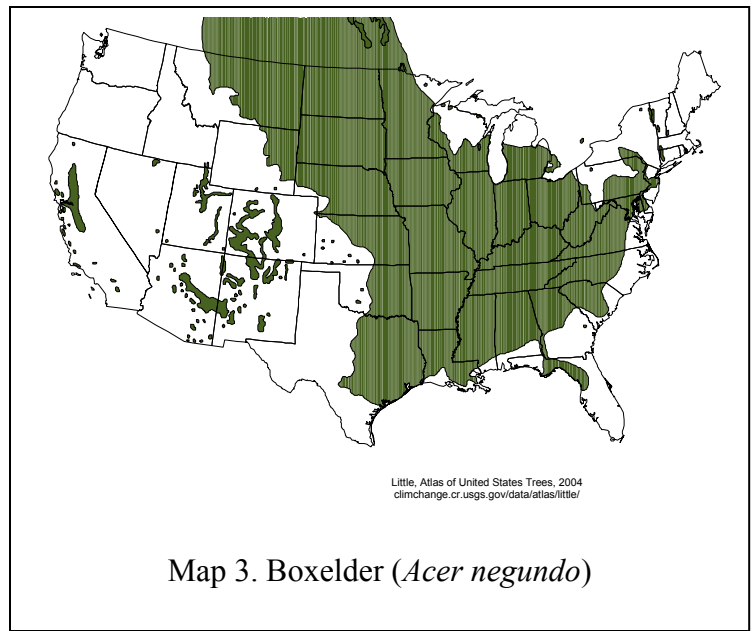 Little, Atlas of United States Trees, 2004
climchange.cr.usgs.gov/data/atlas/little/
Map 3. Boxelder (Acer negundo)